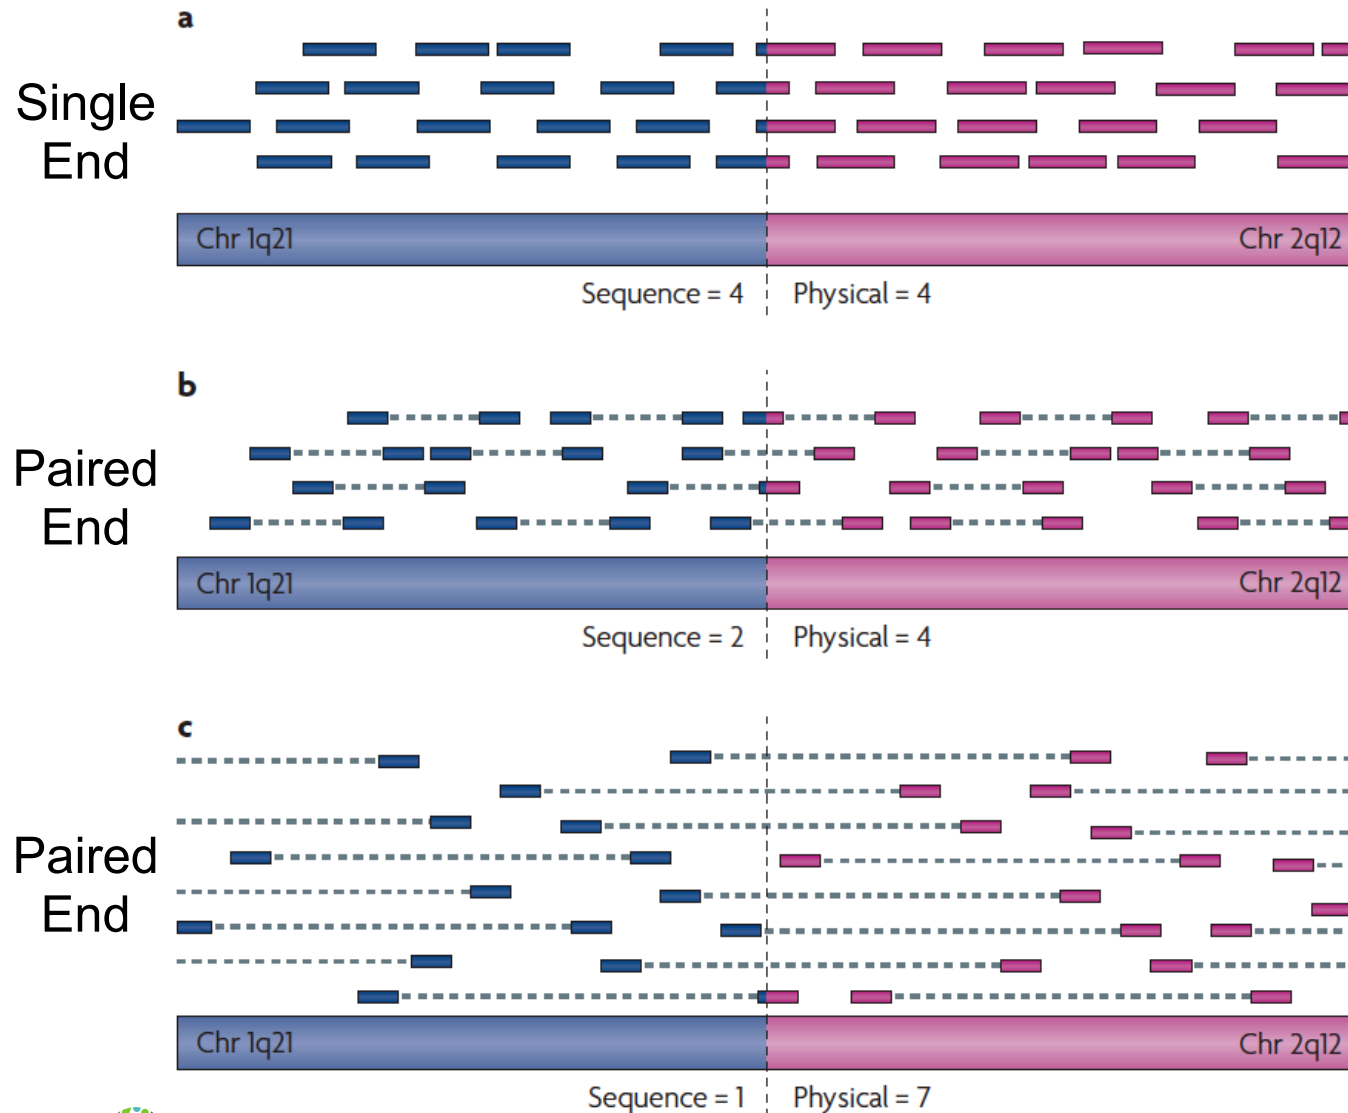 a
Single
End
Chr 1q21
Chr 2q12
Sequence = 4
Physical = 4
b
Paired
End
Chr 1q21
Chr 2q12
Sequence = 2
Physical = 4
c
Paired
End
Chr 1q21
Chr 2q12
Sequence = 1
Physical = 7